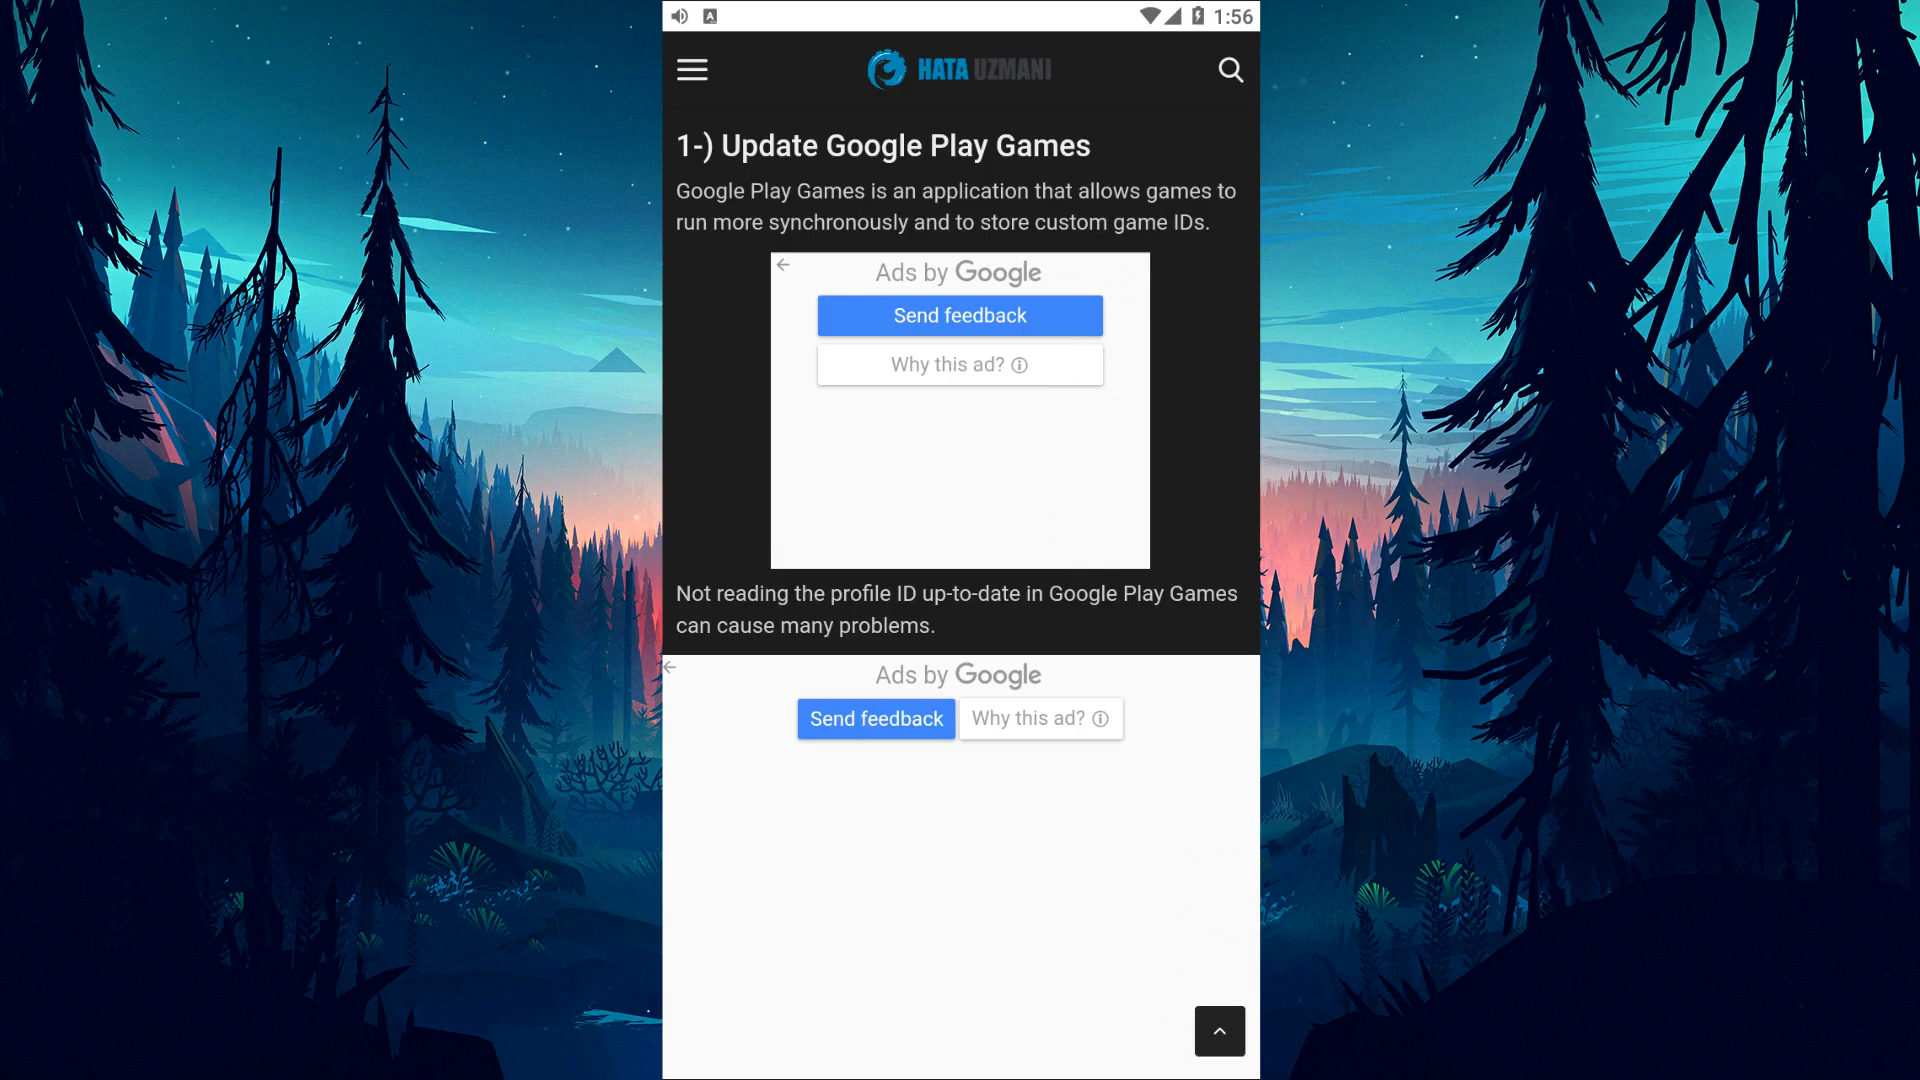 A
1:56
HATA UZMANI
1-) Update Google Play Games
Google Play Games is an application that allows games to
run more synchronously and to store custom game IDs.
Ads by Google
Send feedback
Why this ad?
Not reading the profile ID up-to-date in Google Play Games
can cause many problems.
Ads by Google
Send feedback Why this ad?